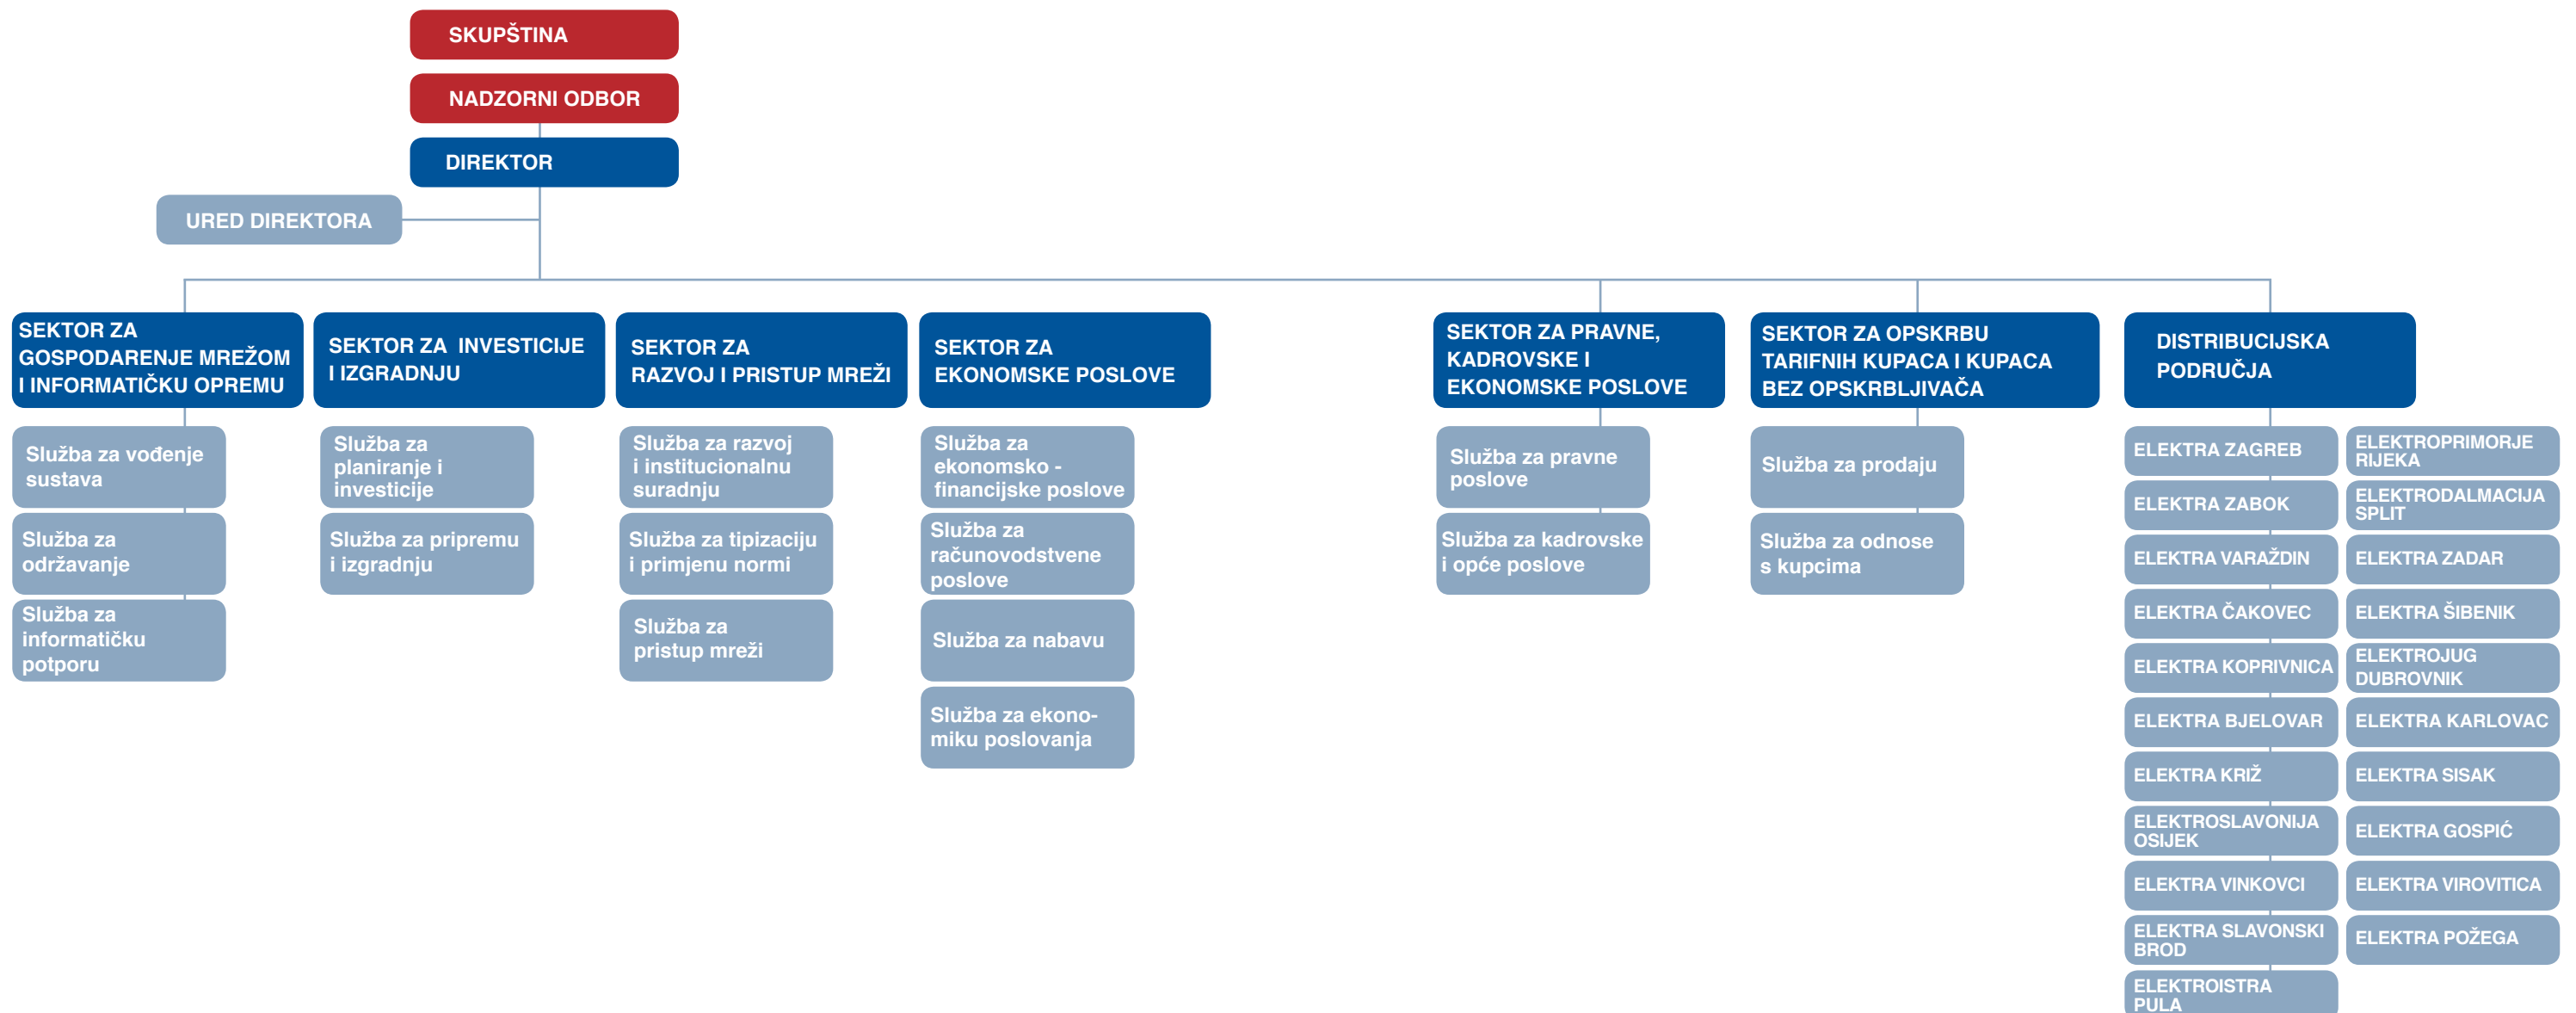 SKUPŠTINA
NADZORNI ODBOR
DIREKTOR
URED DIREKTORA
SEKTOR ZA
GOSPODARENJE MREŽOM
I INFORMATIČKU OPREMU
Služba za vođenje
sustava
Služba za
održavanje
Služba za
informatičku
potporu
SEKTOR ZA INVESTICIJE
I IZGRADNJU
Služba za
planiranje i
investicije
Služba za pripremu
i izgradnju
SEKTOR ZA
RAZVOJ I PRISTUP MREŽI
Služba za razvoj
i institucionalnu
suradnju
Služba za tipizaciju
i primjenu normi
Služba za
pristup mreži
SEKTOR ZA
EKONOMSKE POSLOVE
Služba za
ekonomsko -
financijske poslove
Služba za
računovodstvene
poslove
Služba za nabavu
Služba za ekono-
miku poslovanja
SEKTOR ZA PRAVNE,
KADROVSKE I
EKONOMSKE POSLOVE
Služba za pravne
poslove
Služba za kadrovske
i opće poslove
SEKTOR ZA OPSKRBU
TARIFNIH KUPACA I KUPACA
BEZ OPSKRBLJIVAČA
Služba za prodaju
Služba za odnose
s kupcima
DISTRIBUCIJSKA
PODRUČJA
ELEKTRA ZAGREB
ELEKTRA ZABOK
ELEKTRA VARAŽDIN
ELEKTRA ČAKOVEC
ELEKTRA KOPRIVNICA
ELEKTRA BJELOVAR
ELEKTRA KRIŽ
ELEKTROSLAVONIJA
OSIJEK
ELEKTRA VINKOVCI
ELEKTRA SLAVONSKI
BROD
ELEKTROISTRA
PULA
ELEKTROPRIMORJE
RIJEKA
ELEKTRODALMACIJA
SPLIT
ELEKTRA ZADAR
ELEKTRA ŠIBENIK
ELEKTROJUG
DUBROVNIK
ELEKTRA KARLOVAC
ELEKTRA SISAK
ELEKTRA GOSPIĆ
ELEKTRA VIROVITICA
ELEKTRA POŽEGA